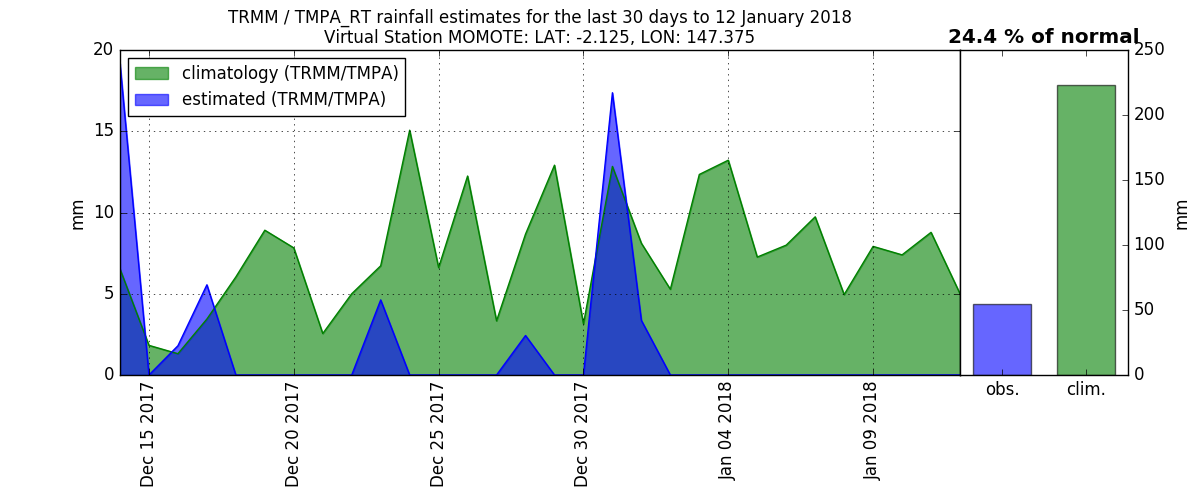 TRMM / TMPA_RT rainfall estimates for the last 30 days to 12 January 2018
Virtual Station MOMOTE: LAT: -2.125, LON: 147.375
24.4 % of normal
climatology (TRMM/TMPA)
estimated (TRMM/TMPA)
20
15
10
5
0
mm
Dec 15 2017
Dec 20 2017
Dec 25 2017
Dec 30 2017
Jan 04 2018
Jan 09 2018
250
200
150
100
50
0
mm
obs.
clim.